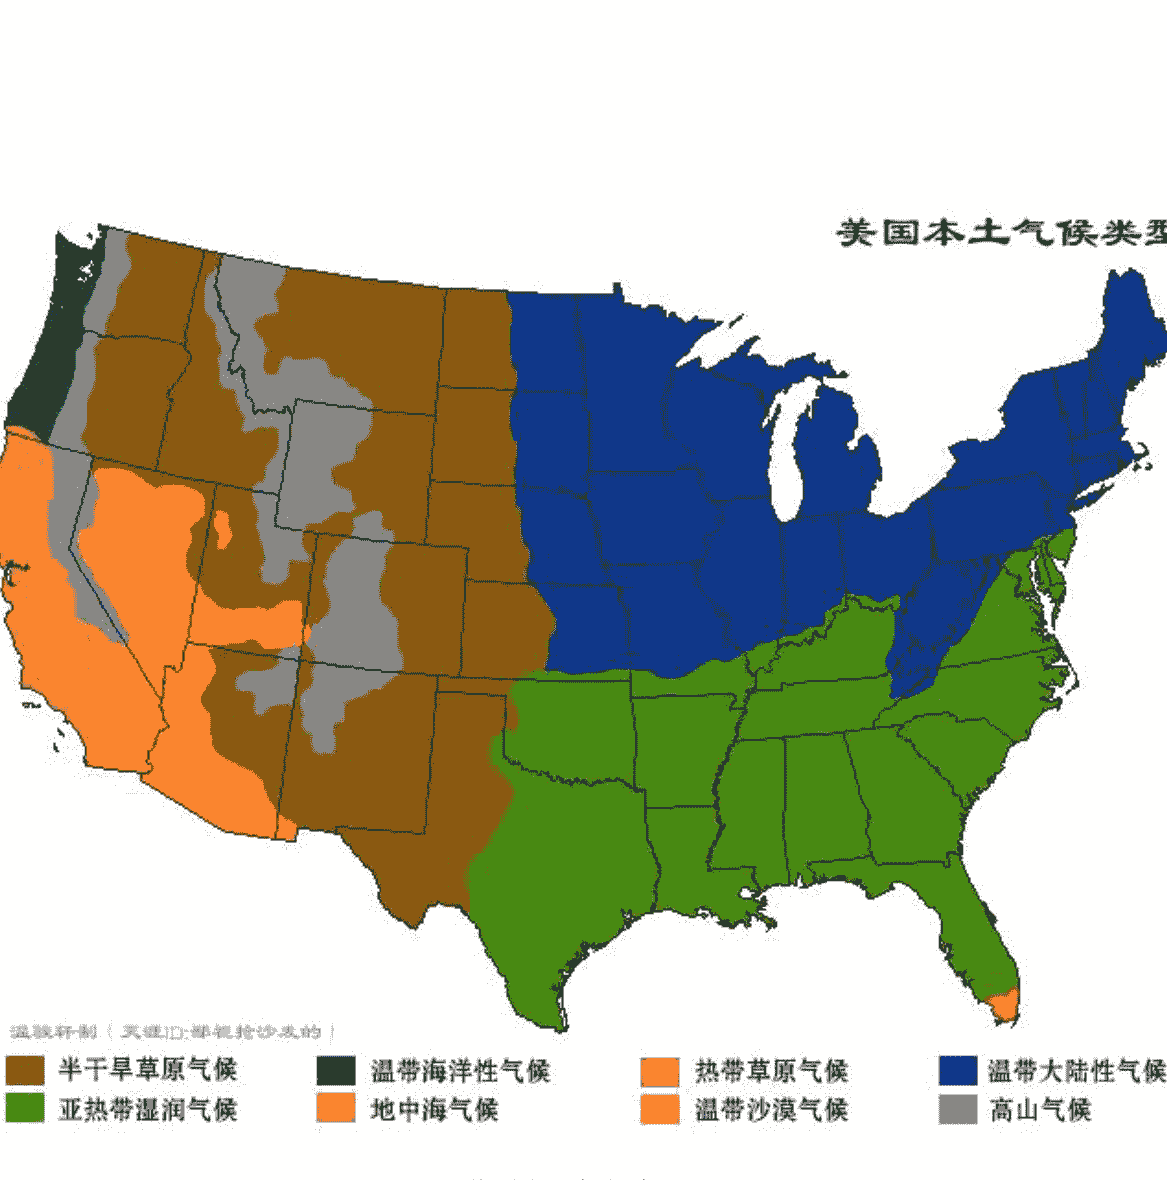 美国本土气候类型
半干旱草原气候
温带海洋性气候
热带草原气候
温带大陆性气候
亚热带湿润气候
地中海气候
温带沙漠气候
高山气候